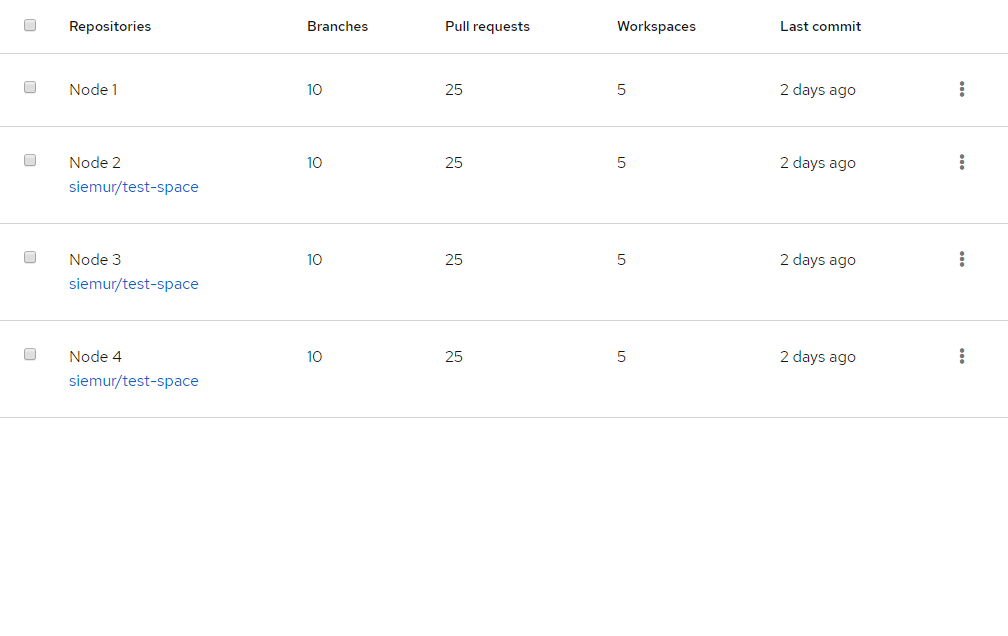 Repositories Branches Pull requests Workspaces Last commit
Node 1 10 25 5 2 days ago
Node 2 10 25 5 2 days ago
siemur/test-space
Node 3 10 25 5 2 days ago
siemur/test-space
Node 4 10 25 5 2 days ago
siemur/test-space